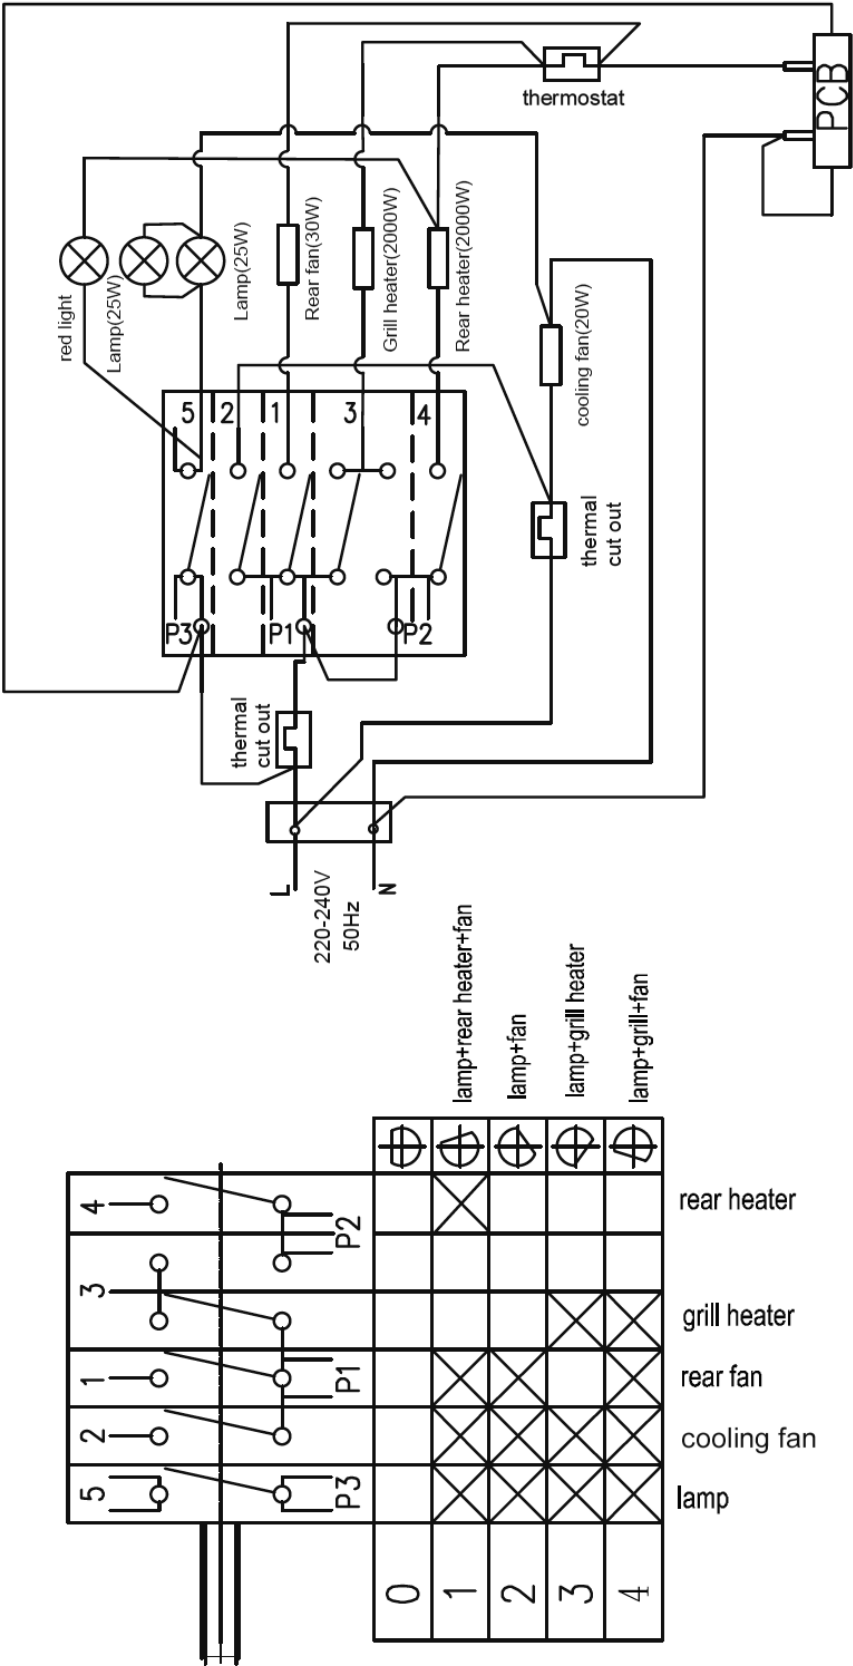 PCB
thermostat
red light
Lamp(25W)
Lamp(25W)
Rear fan(30W)
Grill heater(2000W)
Rear heater(2000W)
cooling fan(20W)
5 2 1 3 4
thermal
cut out
P3 P1 P2
thermal
cut out
L N
220-240V
50Hz
lamp+rear heater+fan
lamp+fan
lamp+grill heater
lamp+grill+fan
4 P2 rear heater
3 grill heater
1 P1 rear fan
2 cooling fan
5 P3 lamp
0 1 2 3 4